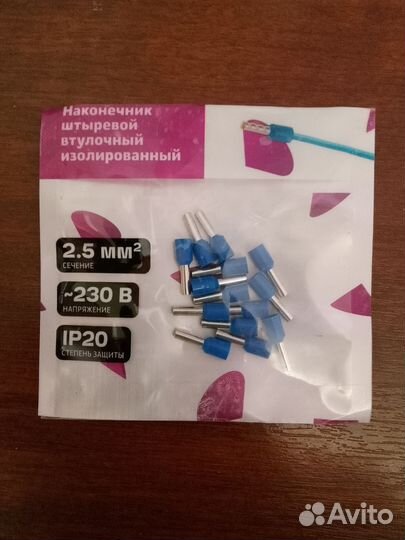 Наконечник
штыревой
втулочный
изолированный
2.5 мм²
СЕЧЕНИЕ
~230 В
НАПРЯЖЕНИЕ
IP20
СТЕПЕНЬ ЗАЩИТЫ
Avito